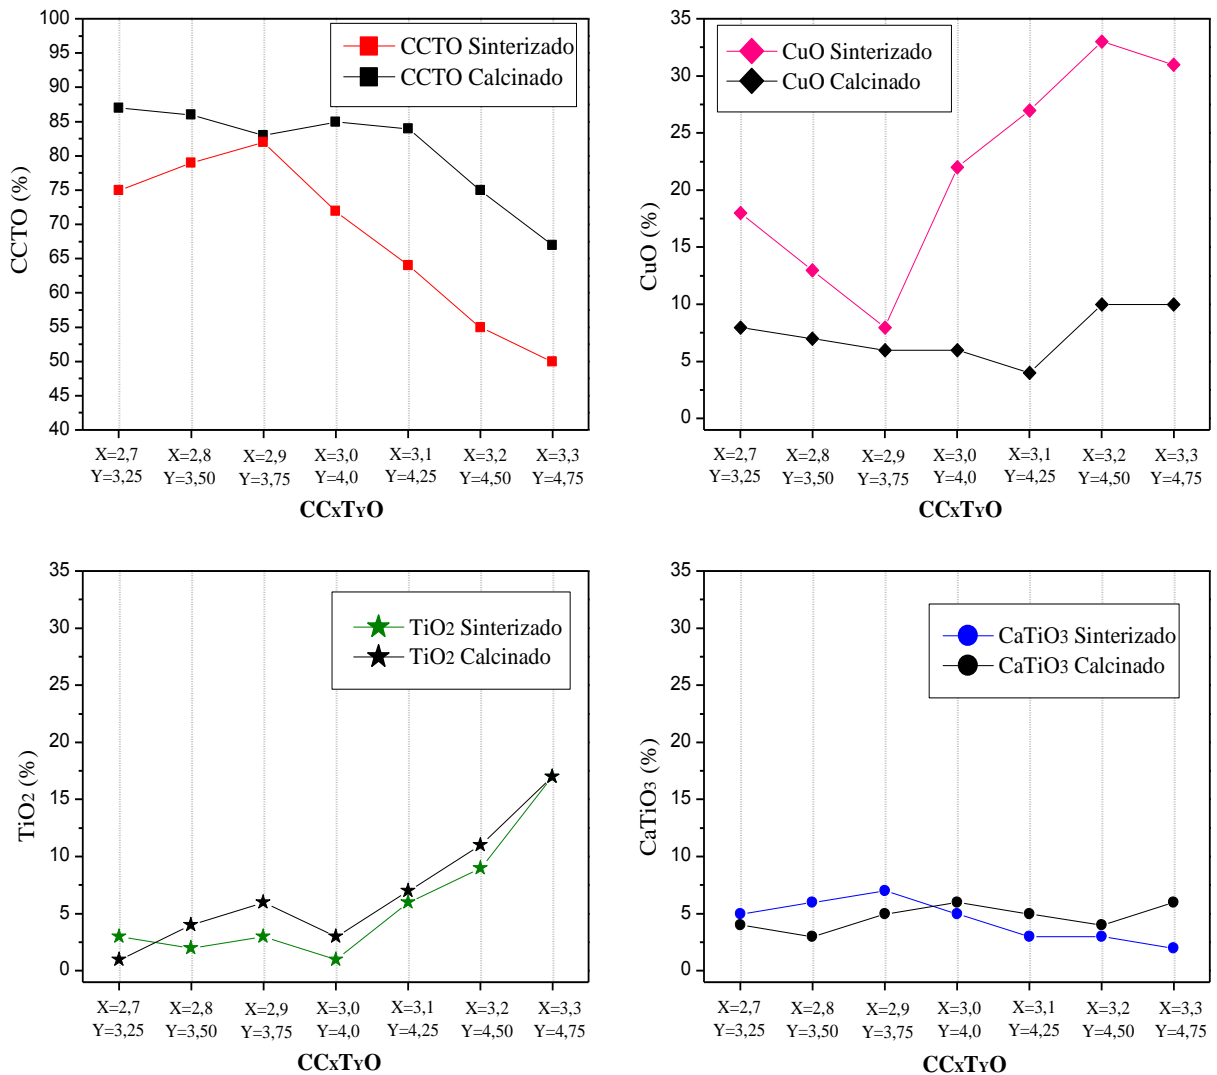 100
95
90
85
80
75
70
65
60
55
50
45
40
CCTO (%)
CCTO Sinterizado
CCTO Calcinado
X=2,7 X=2,8 X=2,9 X=3,0 X=3,1 X=3,2 X=3,3
Y=3,25 Y=3,50 Y=3,75 Y=4,0 Y=4,25 Y=4,50 Y=4,75
CCXTYO
35
30
25
20
15
10
5
0
CuO (%)
CuO Sinterizado
CuO Calcinado
X=2,7 X=2,8 X=2,9 X=3,0 X=3,1 X=3,2 X=3,3
Y=3,25 Y=3,50 Y=3,75 Y=4,0 Y=4,25 Y=4,50 Y=4,75
CCXTYO
35
30
25
20
15
10
5
0
TiO2 (%)
TiO2 Sinterizado
TiO2 Calcinado
X=2,7 X=2,8 X=2,9 X=3,0 X=3,1 X=3,2 X=3,3
Y=3,25 Y=3,50 Y=3,75 Y=4,0 Y=4,25 Y=4,50 Y=4,75
CCXTYO
35
30
25
20
15
10
5
0
CaTiO3 (%)
CaTiO3 Sinterizado
CaTiO3 Calcinado
X=2,7 X=2,8 X=2,9 X=3,0 X=3,1 X=3,2 X=3,3
Y=3,25 Y=3,50 Y=3,75 Y=4,0 Y=4,25 Y=4,50 Y=4,75
CCXTYO